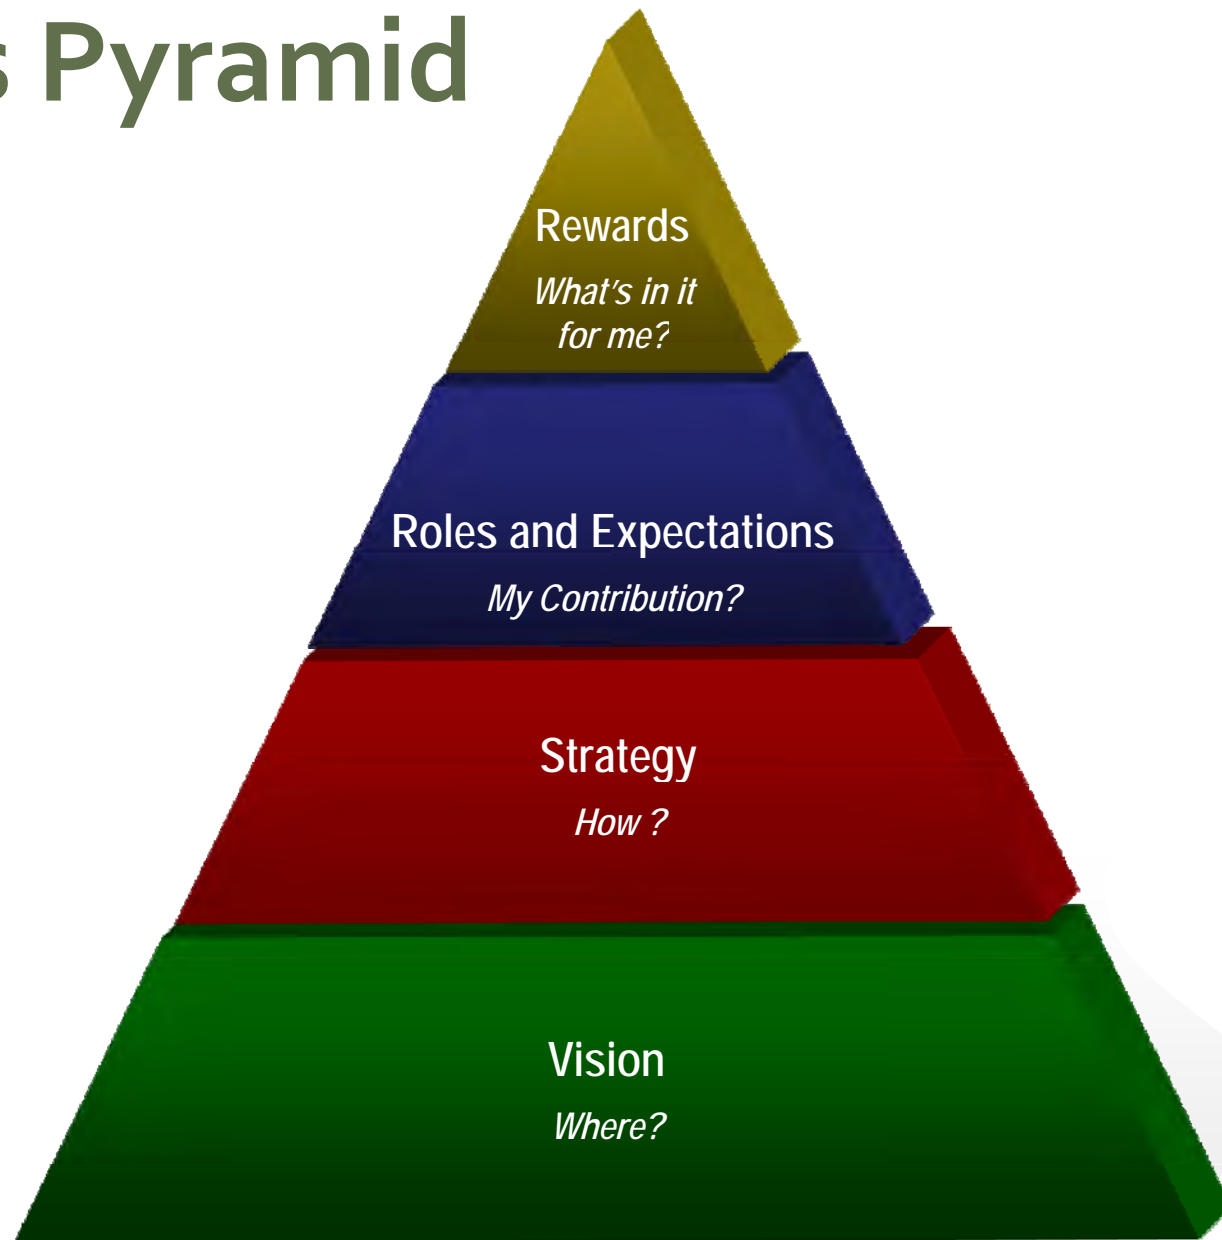 s Pyramid
Rewards
What's in it
for me?
Roles and Expectations
My Contribution?
Strategy
How ?
Vision
Where?